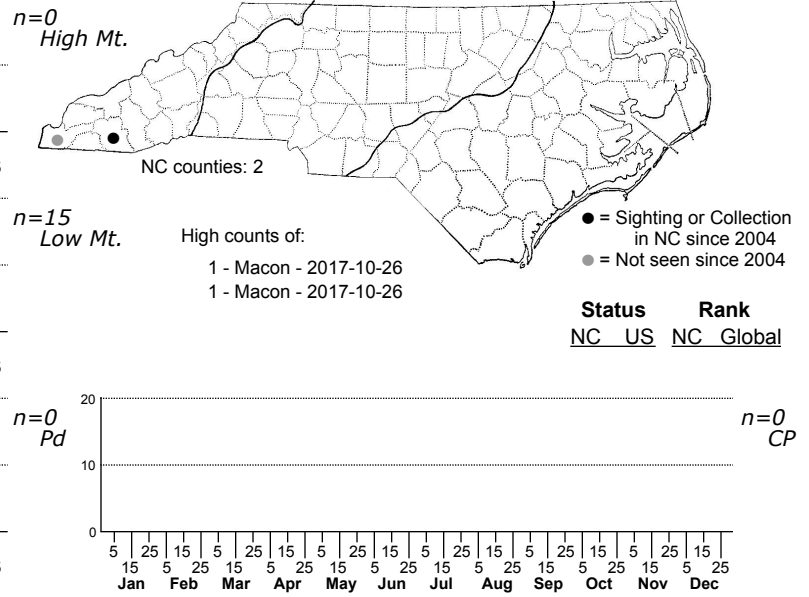 n=0
High Mt.
NC counties: 2
n=15
Low Mt.
High counts of:
1 - Macon - 2017-10-26
1 - Macon - 2017-10-26
● = Sighting or Collection
in NC since 2004
● = Not seen since 2004
Status Rank
NC US NC Global
n=0
Pd
n=0
CP
20
10
0
5 25 15 5 25 15 5 25 15 5 25 15 5 25 15 5 25 15
15 5 25 15 5 25 15 5 25 15 5 25 15 5 25 15 5 25
Jan Feb Mar Apr May Jun Jul Aug Sep Oct Nov Dec